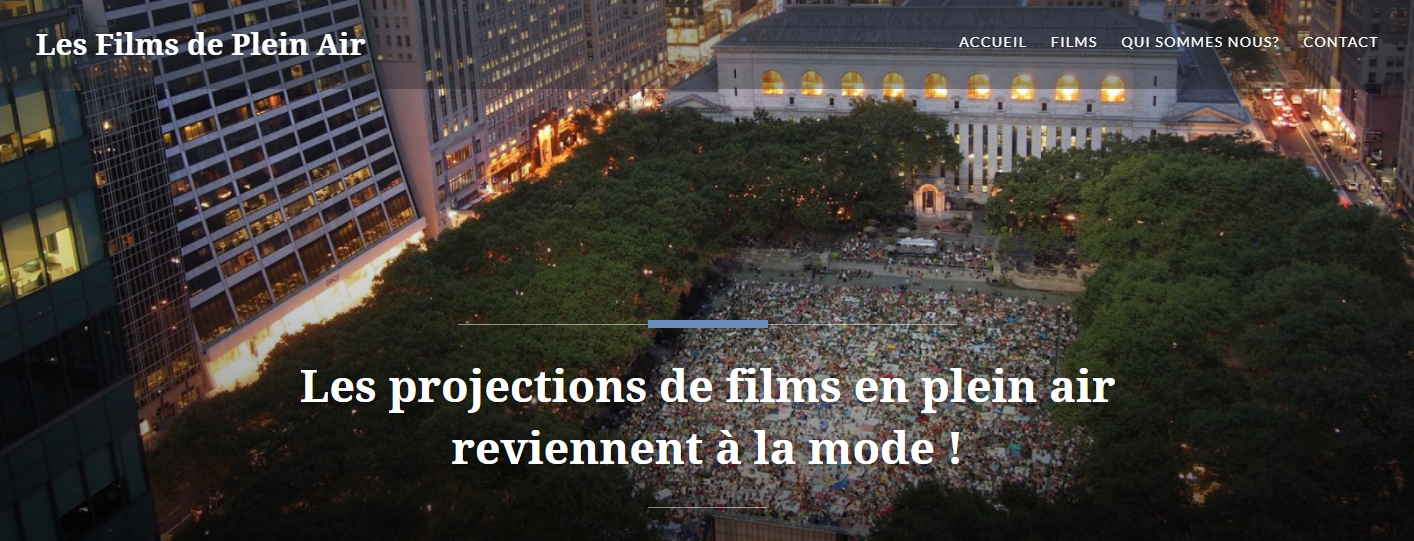 Les Films de Plein Air
ACCUEIL FILMS QUI SOMMES NOUS? CONTACT
Les projections de films en plein air
reviennent à la mode !